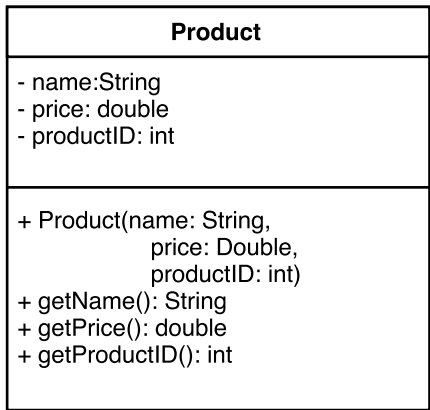 Product
- name:String
- price: double
- productID: int
+ Product(name: String,
price: Double,
productID: int)
+ getName(): String
+ getPrice(): double
+ getProductID(): int